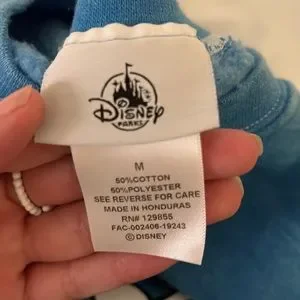 Disney
PARKS
M
50%COTTON
50%POLYESTER
SEE REVERSE FOR CARE
MADE IN HONDURAS
RN# 129855
FAC-002406-19243
©DISNEY